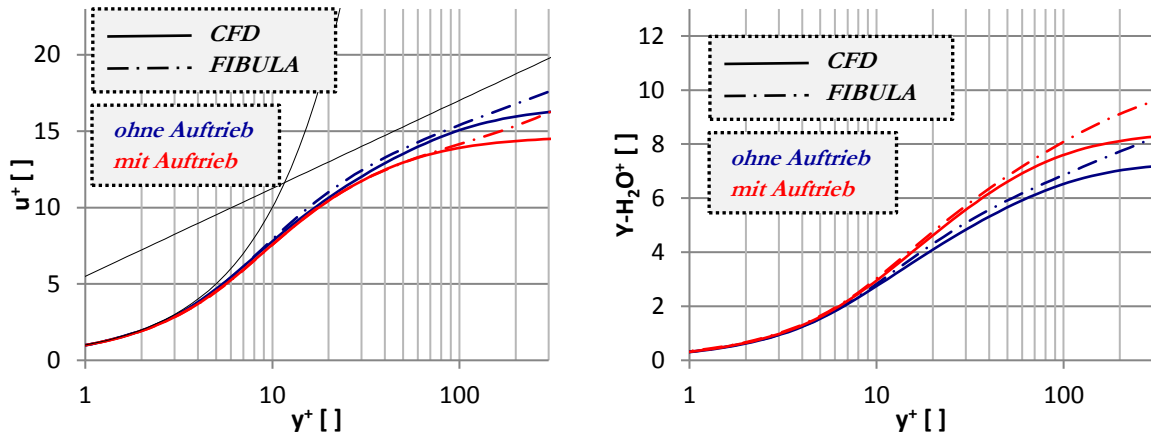 CFD
FIBULA
ohne Auftrieb
mit Auftrieb
u⁺ [ ]
20
15
10
5
0
1
10
100
y⁺ [ ]
CFD
FIBULA
ohne Auftrieb
mit Auftrieb
Y-H₂O⁺ [ ]
12
10
8
6
4
2
0
1
10
100
y⁺ [ ]